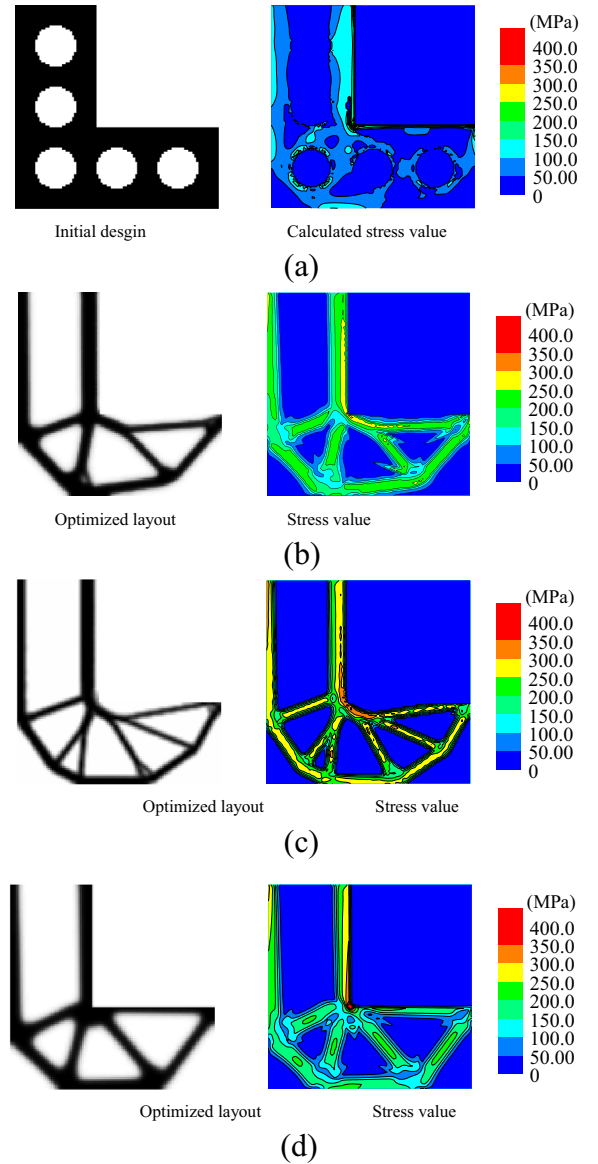 (MPa)
400.0
350.0
300.0
250.0
200.0
150.0
100.0
50.00
0
Initial desgin
Calculated stress value
(a)
(MPa)
400.0
350.0
300.0
250.0
200.0
150.0
100.0
50.00
0
Optimized layout
Stress value
(b)
(MPa)
400.0
350.0
300.0
250.0
200.0
150.0
100.0
50.00
0
Optimized layout
Stress value
(c)
(MPa)
400.0
350.0
300.0
250.0
200.0
150.0
100.0
50.00
0
Optimized layout
Stress value
(d)